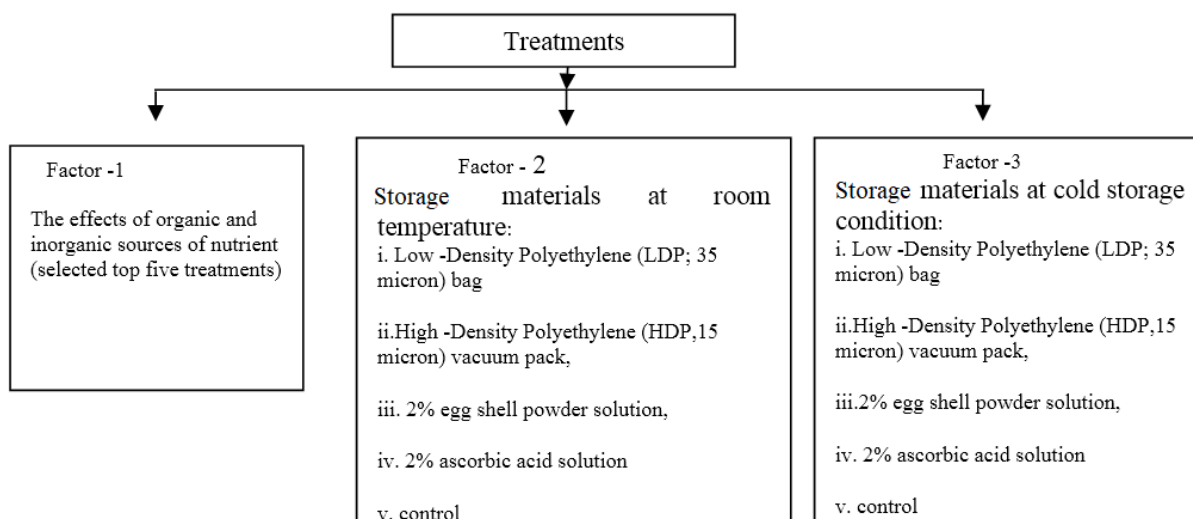 Treatments
Factor -1
The effects of organic and
inorganic sources of nutrient
(selected top five treatments)
Factor - 2
Storage materials at room
temperature:
i. Low -Density Polyethylene (LDP; 35
micron) bag
ii.High -Density Polyethylene (HDP,15
micron) vacuum pack,
iii. 2% egg shell powder solution,
iv. 2% ascorbic acid solution
v. control
Factor -3
Storage materials at cold storage
condition:
i. Low -Density Polyethylene (LDP; 35
micron) bag
ii.High -Density Polyethylene (HDP,15
micron) vacuum pack,
iii.2% egg shell powder solution,
iv. 2% ascorbic acid solution
v. control